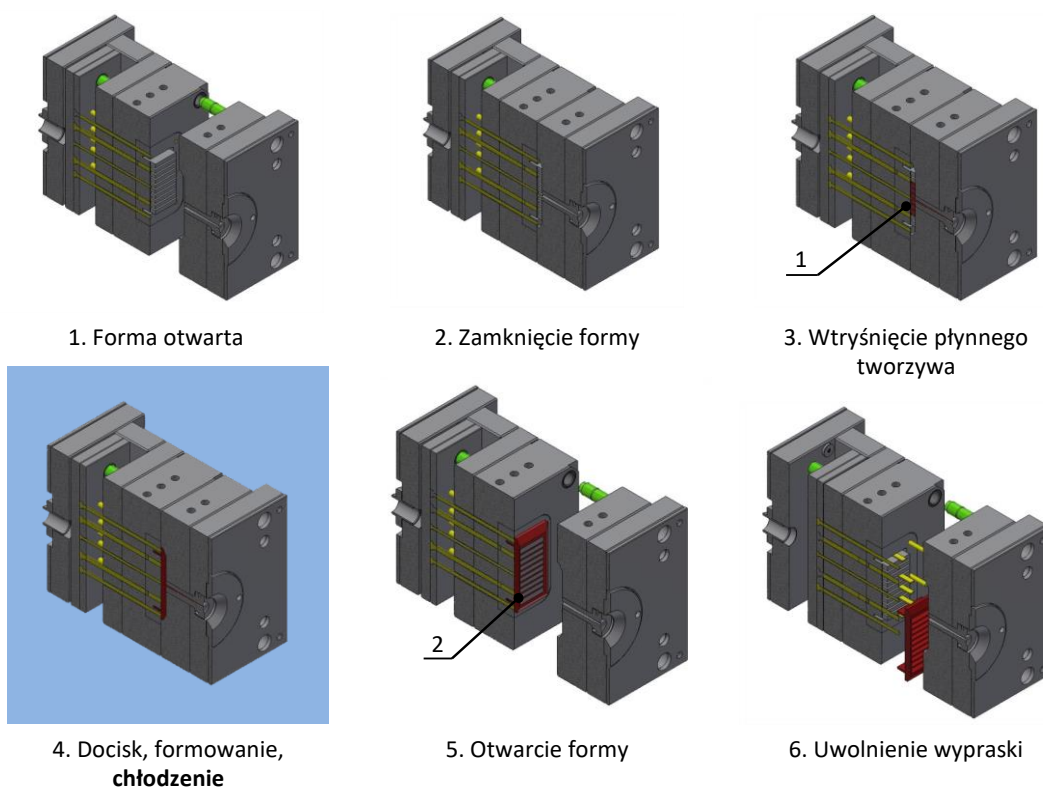 1
1. Forma otwarta
2. Zamknięcie formy
3. Wtryśnięcie płynnego
tworzywa
2
4. Docisk, formowanie,
chłodzenie
5. Otwarcie formy
6. Uwolnienie wypraski